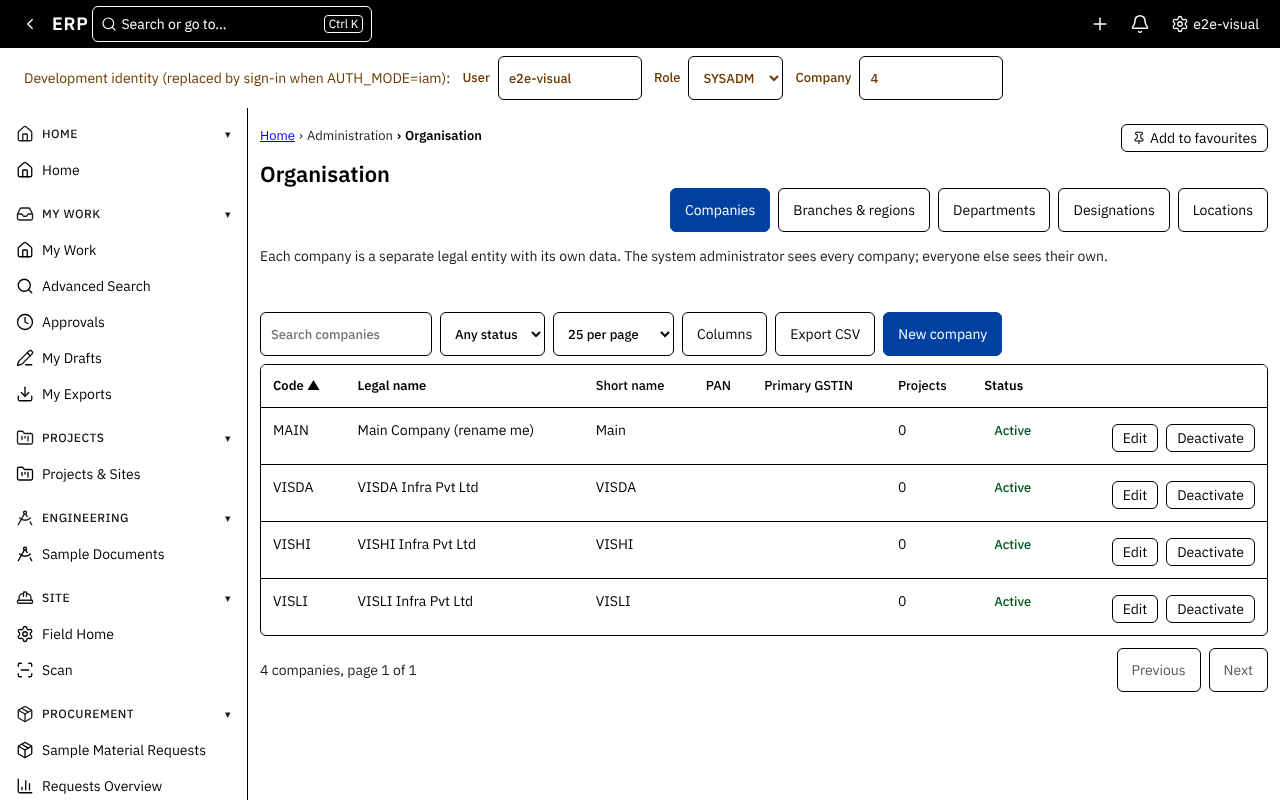 ERP
Search or go to…
Ctrl K
e2e-visual
Development identity (replaced by sign-in when AUTH_MODE=iam): User e2e-visual Role SYSADM Company 4
HOME
Home
MY WORK
My Work
Advanced Search
Approvals
My Drafts
My Exports
PROJECTS
Projects & Sites
ENGINEERING
Sample Documents
SITE
Field Home
Scan
PROCUREMENT
Sample Material Requests
Requests Overview
Home › Administration › Organisation
Add to favourites
Organisation
Companies Branches & regions Departments Designations Locations
Each company is a separate legal entity with its own data. The system administrator sees every company; everyone else sees their own.
Search companies Any status 25 per page Columns Export CSV New company
Code ▲ Legal name Short name PAN Primary GSTIN Projects Status
MAIN Main Company (rename me) Main 0 Active Edit Deactivate
VISDA VISDA Infra Pvt Ltd VISDA 0 Active Edit Deactivate
VISHI VISHI Infra Pvt Ltd VISHI 0 Active Edit Deactivate
VISLI VISLI Infra Pvt Ltd VISLI 0 Active Edit Deactivate
4 companies, page 1 of 1 Previous Next